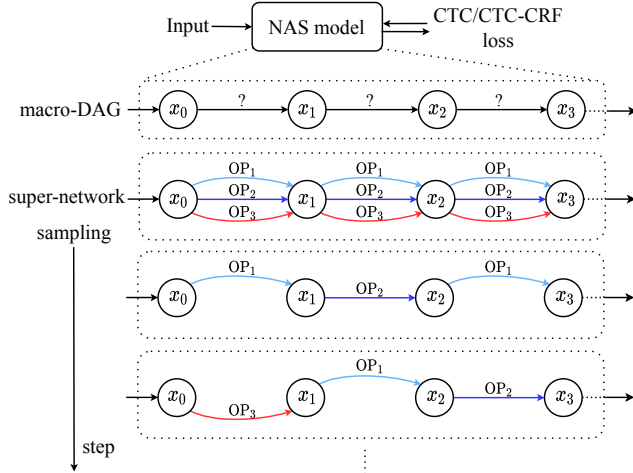 Input NAS model CTC/CTC-CRF
loss
macro-DAG x₀ ? x₁ ? x₂ ? x₃
OP₁ OP₁ OP₁
super-network x₀ OP₂ x₁ OP₂ x₂ OP₂ x₃
OP₃ OP₃ OP₃
sampling
OP₁ OP₁
x₀ x₁ OP₂ x₂ x₃
OP₁
x₀ OP₃ x₁ x₂ OP₂ x₃
step